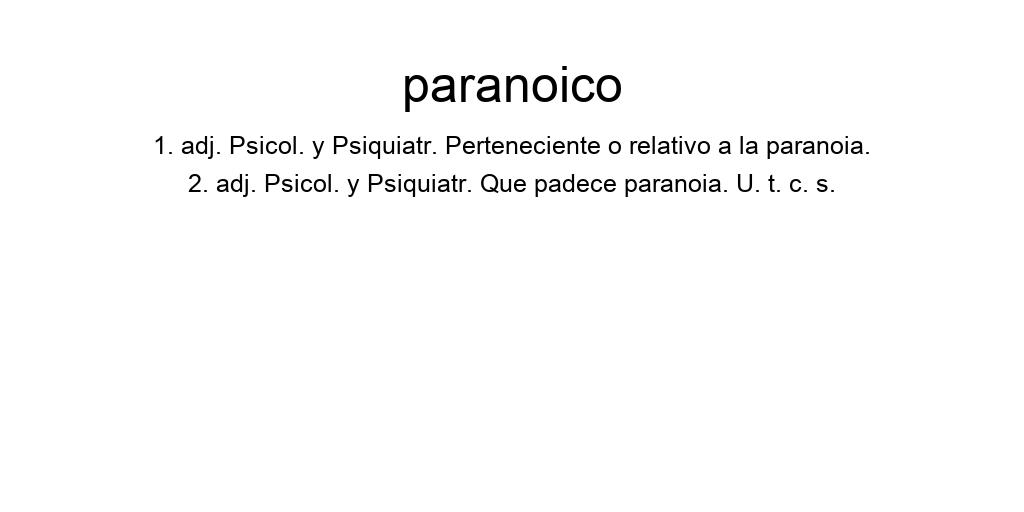 paranoico
1. adj. Psicol. y Psiquiatr. Perteneciente o relativo a la paranoia.
2. adj. Psicol. y Psiquiatr. Que padece paranoia. U. t. c. s.